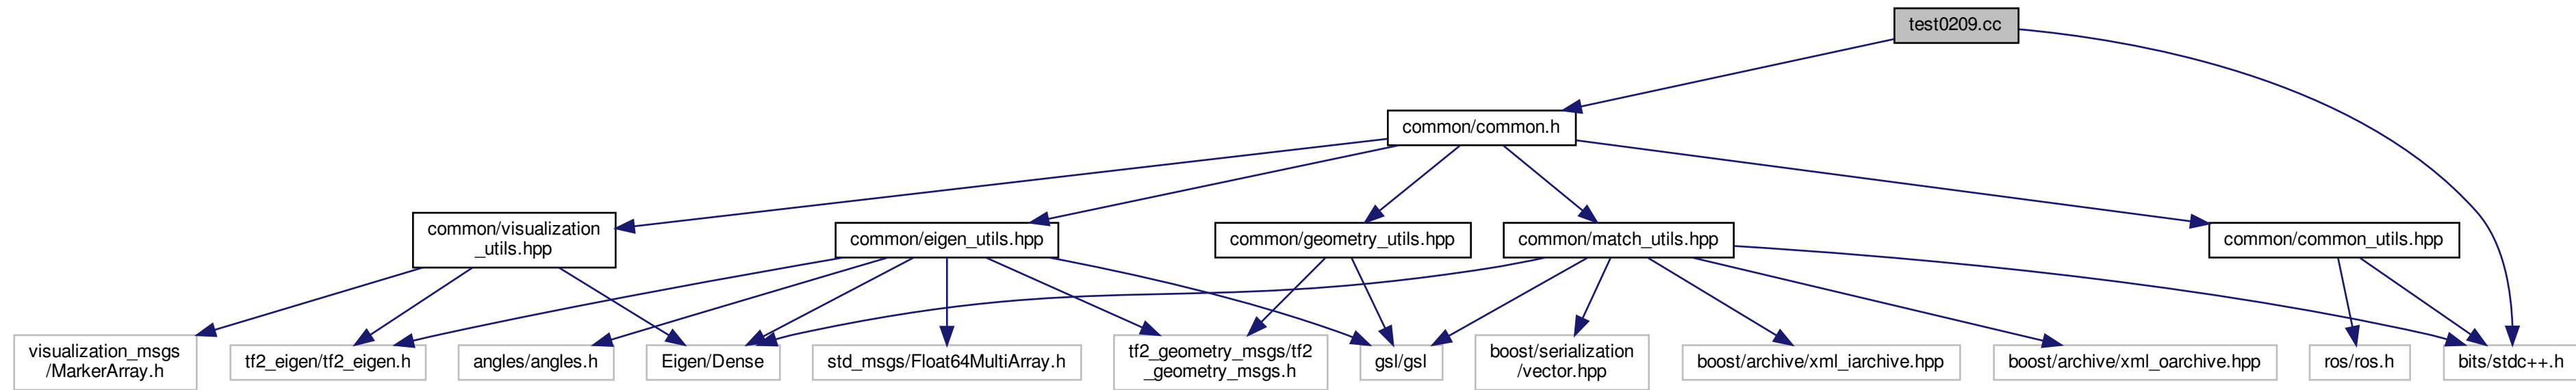 test0209.cc
common/common.h
common/visualization
_utils.hpp
common/eigen_utils.hpp
common/geometry_utils.hpp
common/match_utils.hpp
common/common_utils.hpp
visualization_msgs
/MarkerArray.h
tf2_eigen/tf2_eigen.h
angles/angles.h
Eigen/Dense
std_msgs/Float64MultiArray.h
tf2_geometry_msgs/tf2
_geometry_msgs.h
gsl/gsl
boost/serialization
/vector.hpp
boost/archive/xml_iarchive.hpp
boost/archive/xml_oarchive.hpp
ros/ros.h
bits/stdc++.h